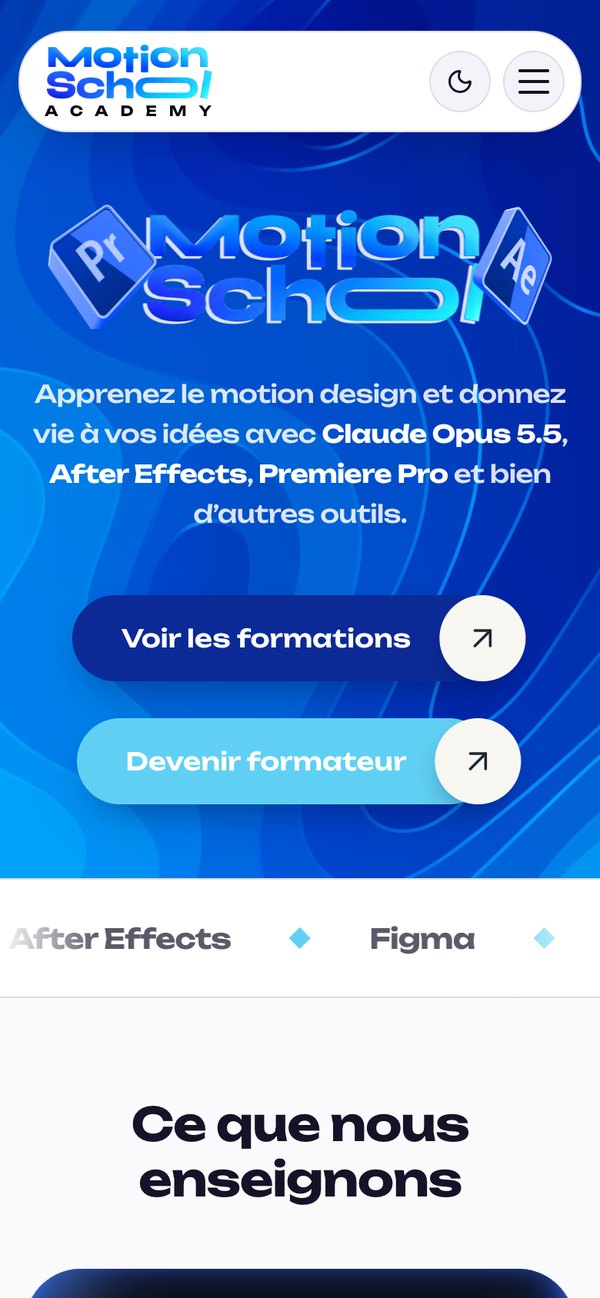 Motion
School
ACADEMY
Pr
Motion
School
Ae
Apprenez le motion design et donnez
vie à vos idées avec Claude Opus 5.5,
After Effects, Premiere Pro et bien
d’autres outils.
Voir les formations
Devenir formateur
After Effects
Figma
Ce que nous
enseignons